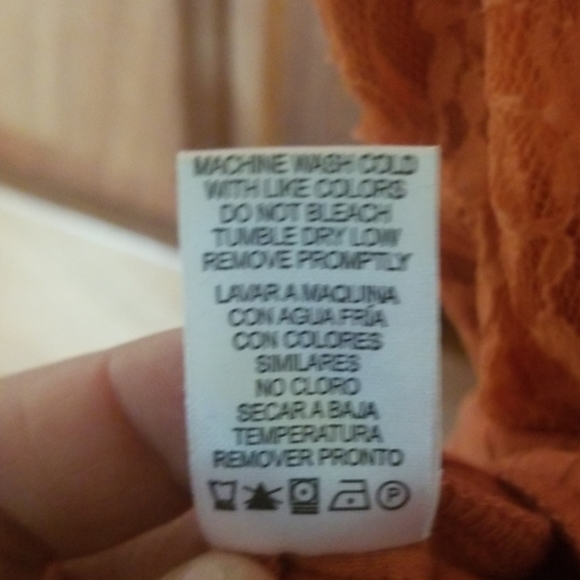 MACHINE WASH COLD
WITH LIKE COLORS
DO NOT BLEACH
TUMBLE DRY LOW
REMOVE PROMPTLY
LAVAR A MAQUINA
CON AGUA FRÍA
CON COLORES
SIMILARES
NO CLORO
SECAR A BAJA
TEMPERATURA
REMOVER PRONTO
P